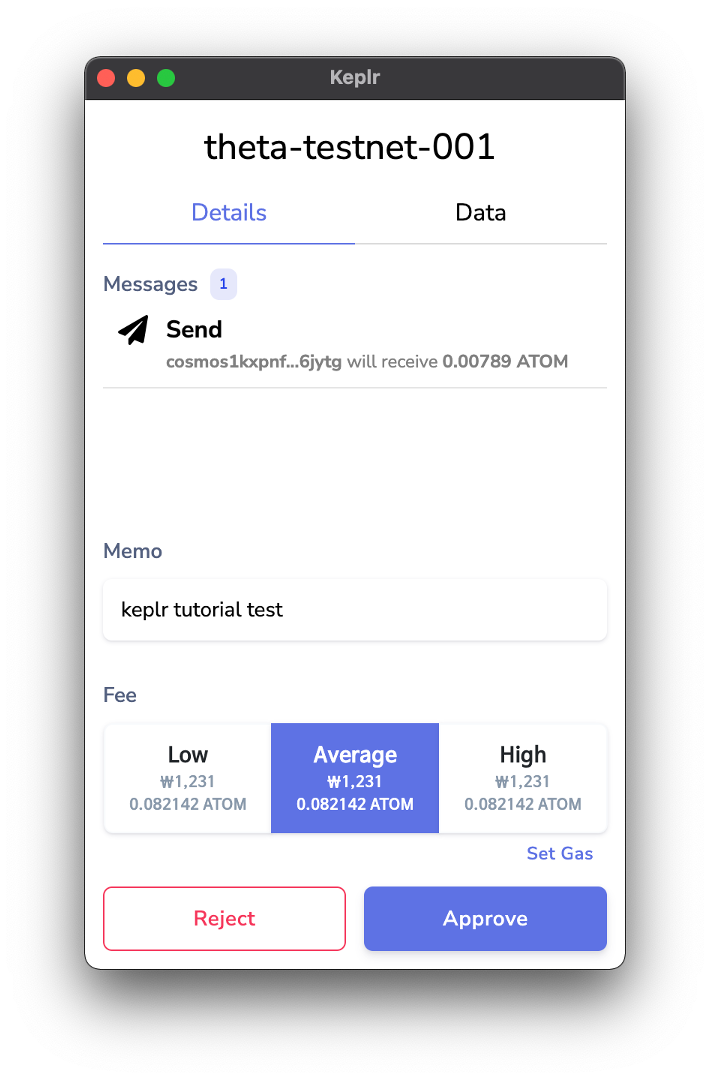 Keplr
theta-testnet-001
Details
Data
Messages 1
Send
cosmos1kxpnf...6jytg will receive 0.00789 ATOM
Memo
keplr tutorial test
Fee
Low
₩1,231
0.082142 ATOM
Average
₩1,231
0.082142 ATOM
High
₩1,231
0.082142 ATOM
Set Gas
Reject
Approve